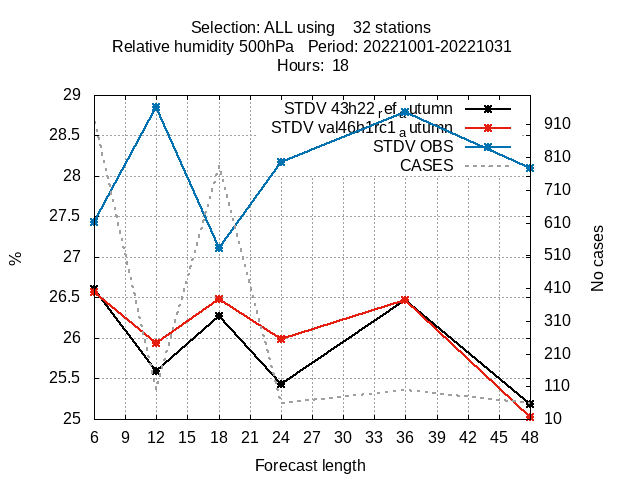 Selection: ALL using 32 stations
Relative humidity 500hPa Period: 20221001-20221031
Hours: 18
STDV 43h22_ref_autumn
STDV val46h1rc1_autumn
STDV OBS
CASES
29
28.5
28
27.5
27
26.5
26
25.5
25
%
910
810
710
610
510
410
310
210
110
10
No cases
6 9 12 15 18 21 24 27 30 33 36 39 42 45 48
Forecast length